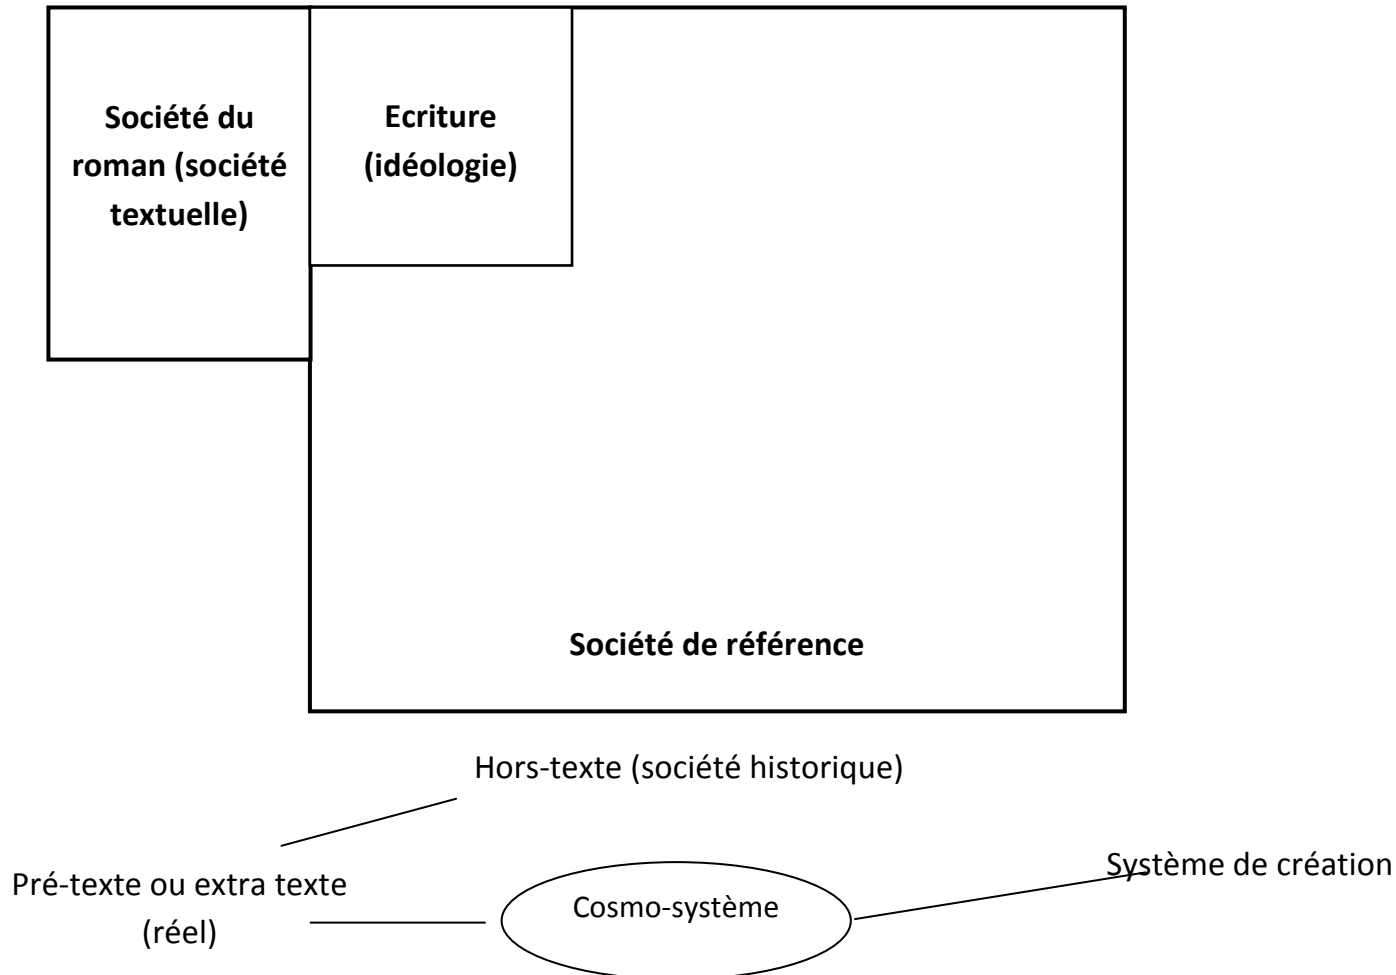 Société du
roman (société
textuelle)
Ecriture
(idéologie)
Société de référence
Hors-texte (société historique)
Pré-texte ou extra texte
(réel)
Cosmo-système
Système de création